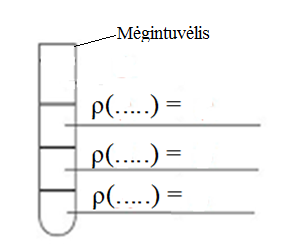 Mėgintuvėlis
ρ(.....) =
ρ(.....) =
ρ(.....) =